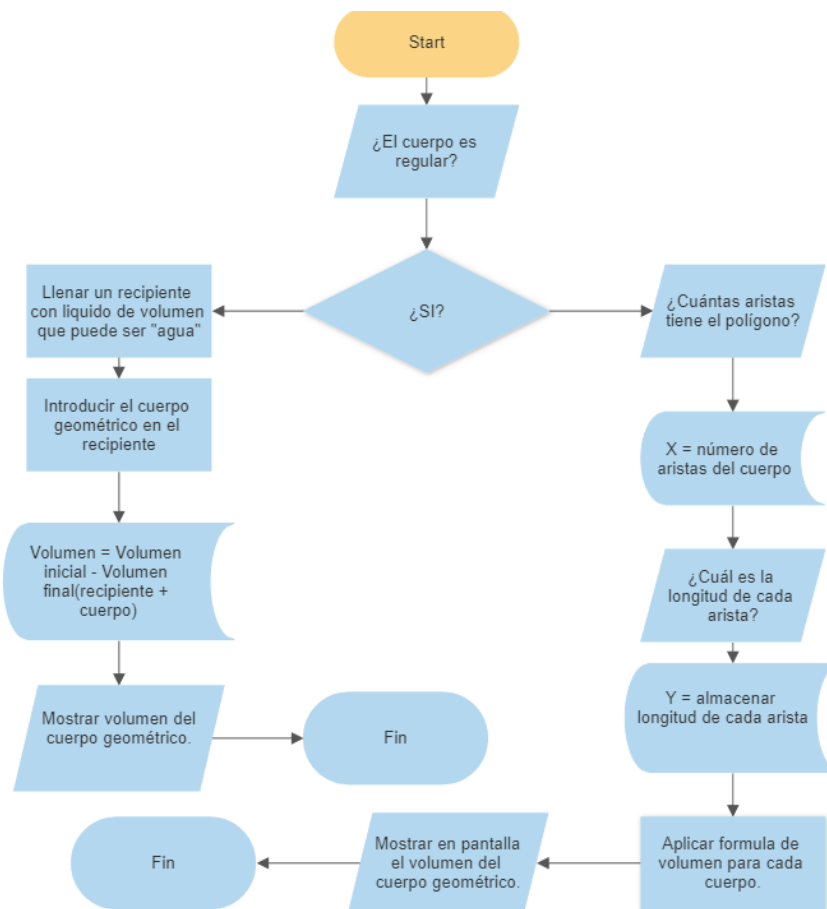 Start
¿El cuerpo es
regular?
¿SI?
Llenar un recipiente
con liquido de volumen
que puede ser "agua"
Introducir el cuerpo
geométrico en el
recipiente
Volumen = Volumen
inicial - Volumen
final(recipiente +
cuerpo)
Mostrar volumen del
cuerpo geométrico.
Fin
¿Cuántas aristas
tiene el polígono?
X = número de
aristas del cuerpo
¿Cuál es la
longitud de cada
arista?
Y = almacenar
longitud de cada arista
Aplicar formula de
volumen para cada
cuerpo.
Mostrar en pantalla
el volumen del
cuerpo geométrico.
Fin